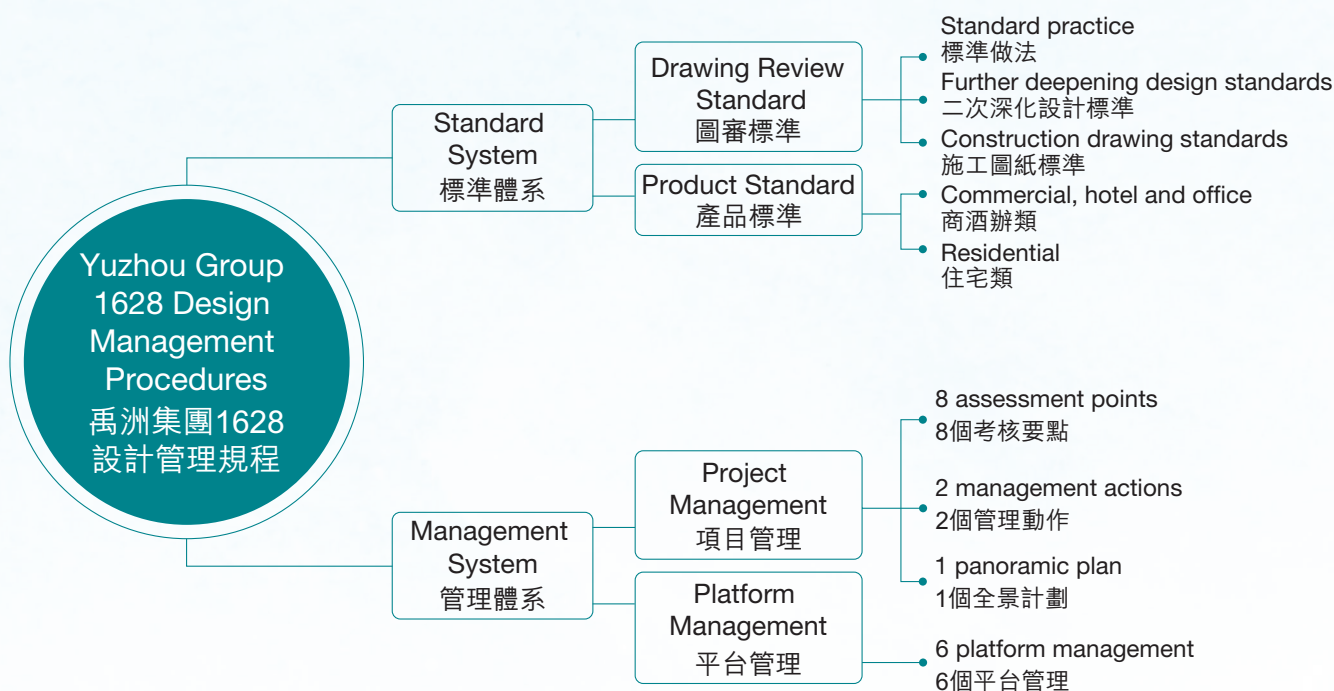 Yuzhou Group
1628 Design
Management
Procedures
禹洲集團1628
設計管理規程
Standard
System
標準體系
Drawing Review
Standard
圖審標準
Standard practice
標準做法
Further deepening design standards
二次深化設計標準
Construction drawing standards
施工圖紙標準
Product Standard
產品標準
Commercial, hotel and office
商酒辦類
Residential
住宅類
Management
System
管理體系
Project
Management
項目管理
8 assessment points
8個考核要點
2 management actions
2個管理動作
1 panoramic plan
1個全景計劃
Platform
Management
平台管理
6 platform management
6個平台管理